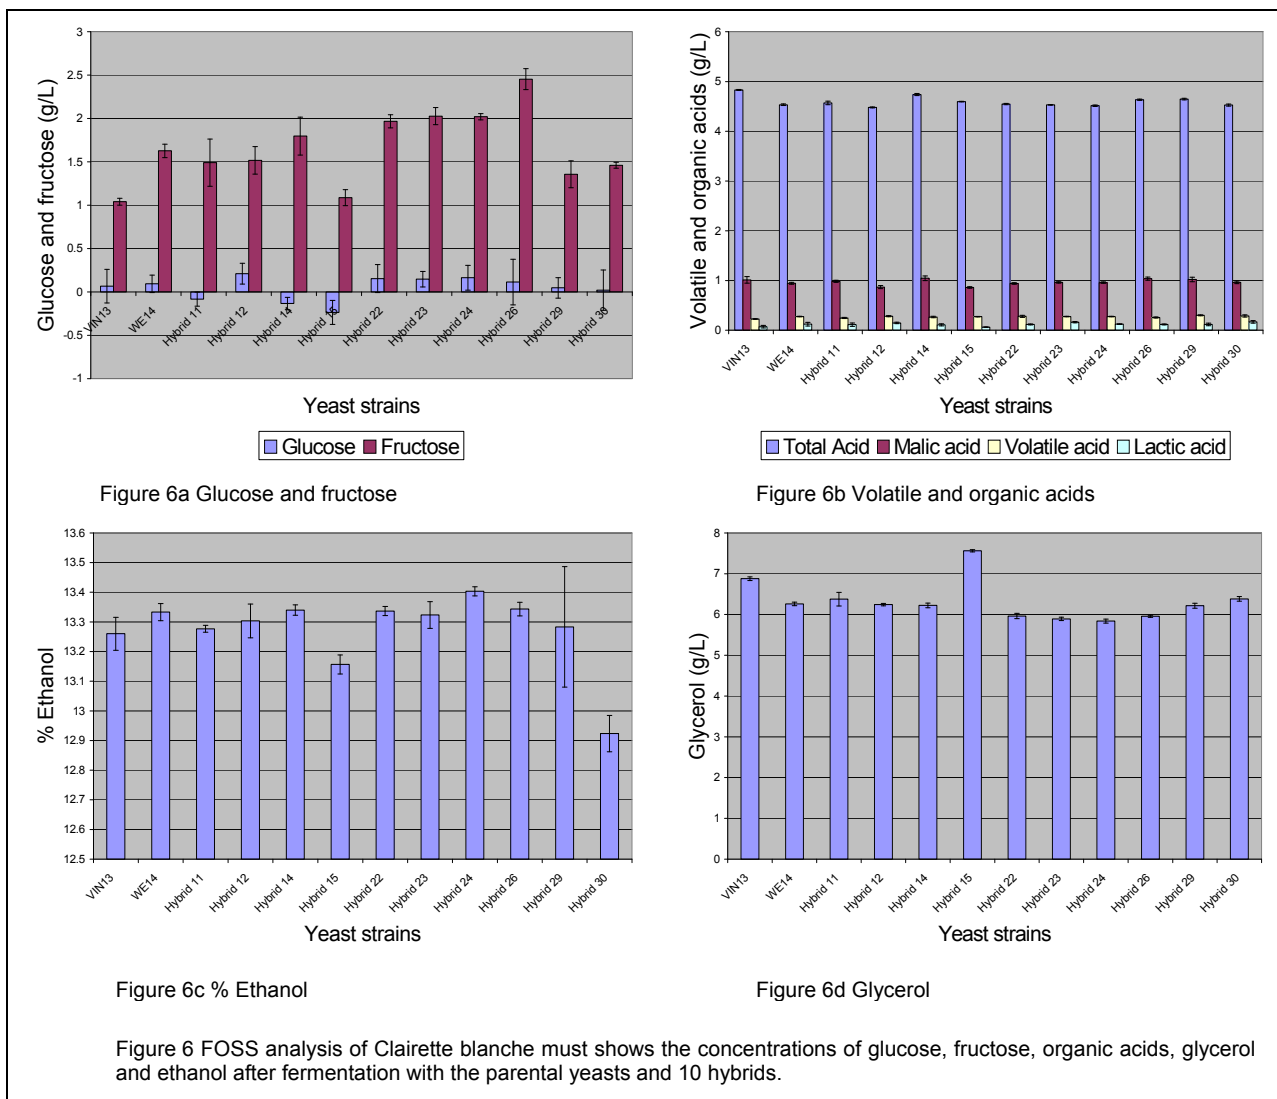 3
2.5
2
1.5
1
0.5
0
-0.5
-1
Glucose and fructose (g/L)
VIN13
WE14
Hybrid 11
Hybrid 12
Hybrid 14
Hybrid 15
Hybrid 22
Hybrid 23
Hybrid 24
Hybrid 26
Hybrid 29
Hybrid 30
Yeast strains
Glucose Fructose
Figure 6a Glucose and fructose
6
5
4
3
2
1
0
Volatile and organic acids (g/L)
VIN13
WE14
Hybrid 11
Hybrid 12
Hybrid 14
Hybrid 15
Hybrid 22
Hybrid 23
Hybrid 24
Hybrid 26
Hybrid 29
Hybrid 30
Yeast strains
Total Acid Malic acid Volatile acid Lactic acid
Figure 6b Volatile and organic acids
13.6
13.5
13.4
13.3
13.2
13.1
13
12.9
12.8
12.7
12.6
12.5
% Ethanol
VIN13
WE14
Hybrid 11
Hybrid 12
Hybrid 14
Hybrid 15
Hybrid 22
Hybrid 23
Hybrid 24
Hybrid 26
Hybrid 29
Hybrid 30
Yeast strains
Figure 6c % Ethanol
8
7
6
5
4
3
2
1
0
Glycerol (g/L)
VIN13
WE14
Hybrid 11
Hybrid 12
Hybrid 14
Hybrid 15
Hybrid 22
Hybrid 23
Hybrid 24
Hybrid 26
Hybrid 29
Hybrid 30
Yeast strains
Figure 6d Glycerol
Figure 6 FOSS analysis of Clairette blanche must shows the concentrations of glucose, fructose, organic acids, glycerol
and ethanol after fermentation with the parental yeasts and 10 hybrids.